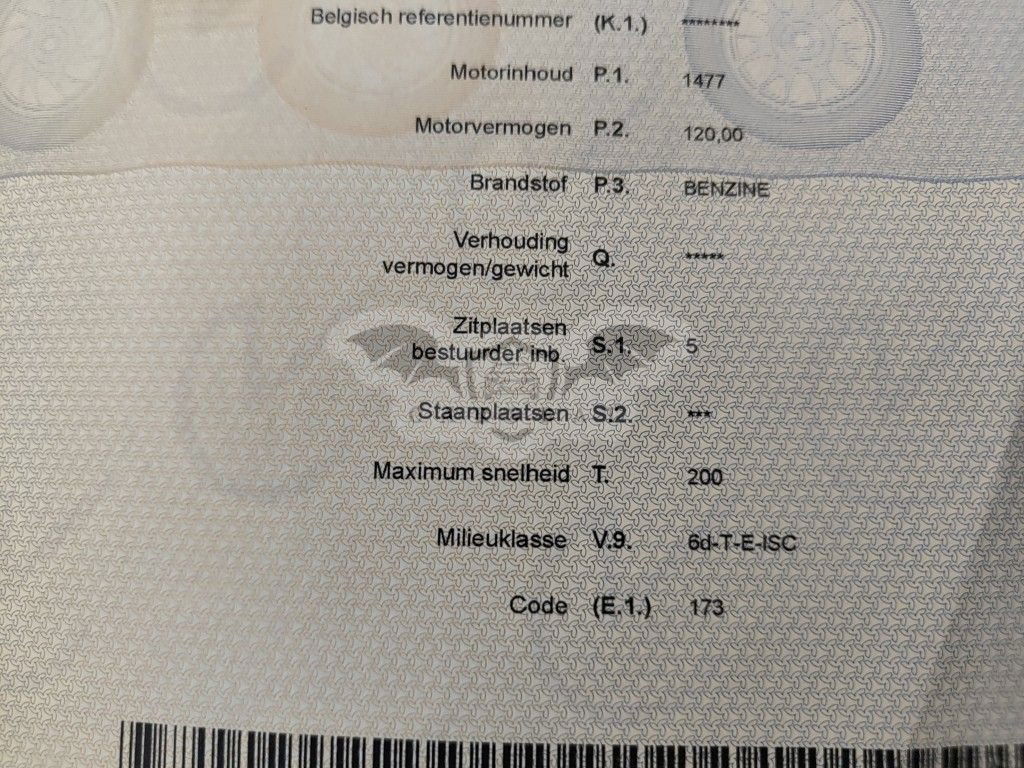 Belgisch referentienummer (K.1.) ********
Motorinhoud P.1. 1477
Motorvermogen P.2. 120,00
Brandstof P.3. BENZINE
Verhouding
vermogen/gewicht Q. *****
Zitplaatsen
bestuurder inb. S.1. 5
Staanplaatsen S.2. ***
Maximum snelheid T. 200
Milieuklasse V.9. 6d-T-E-ISC
Code (E.1.) 173